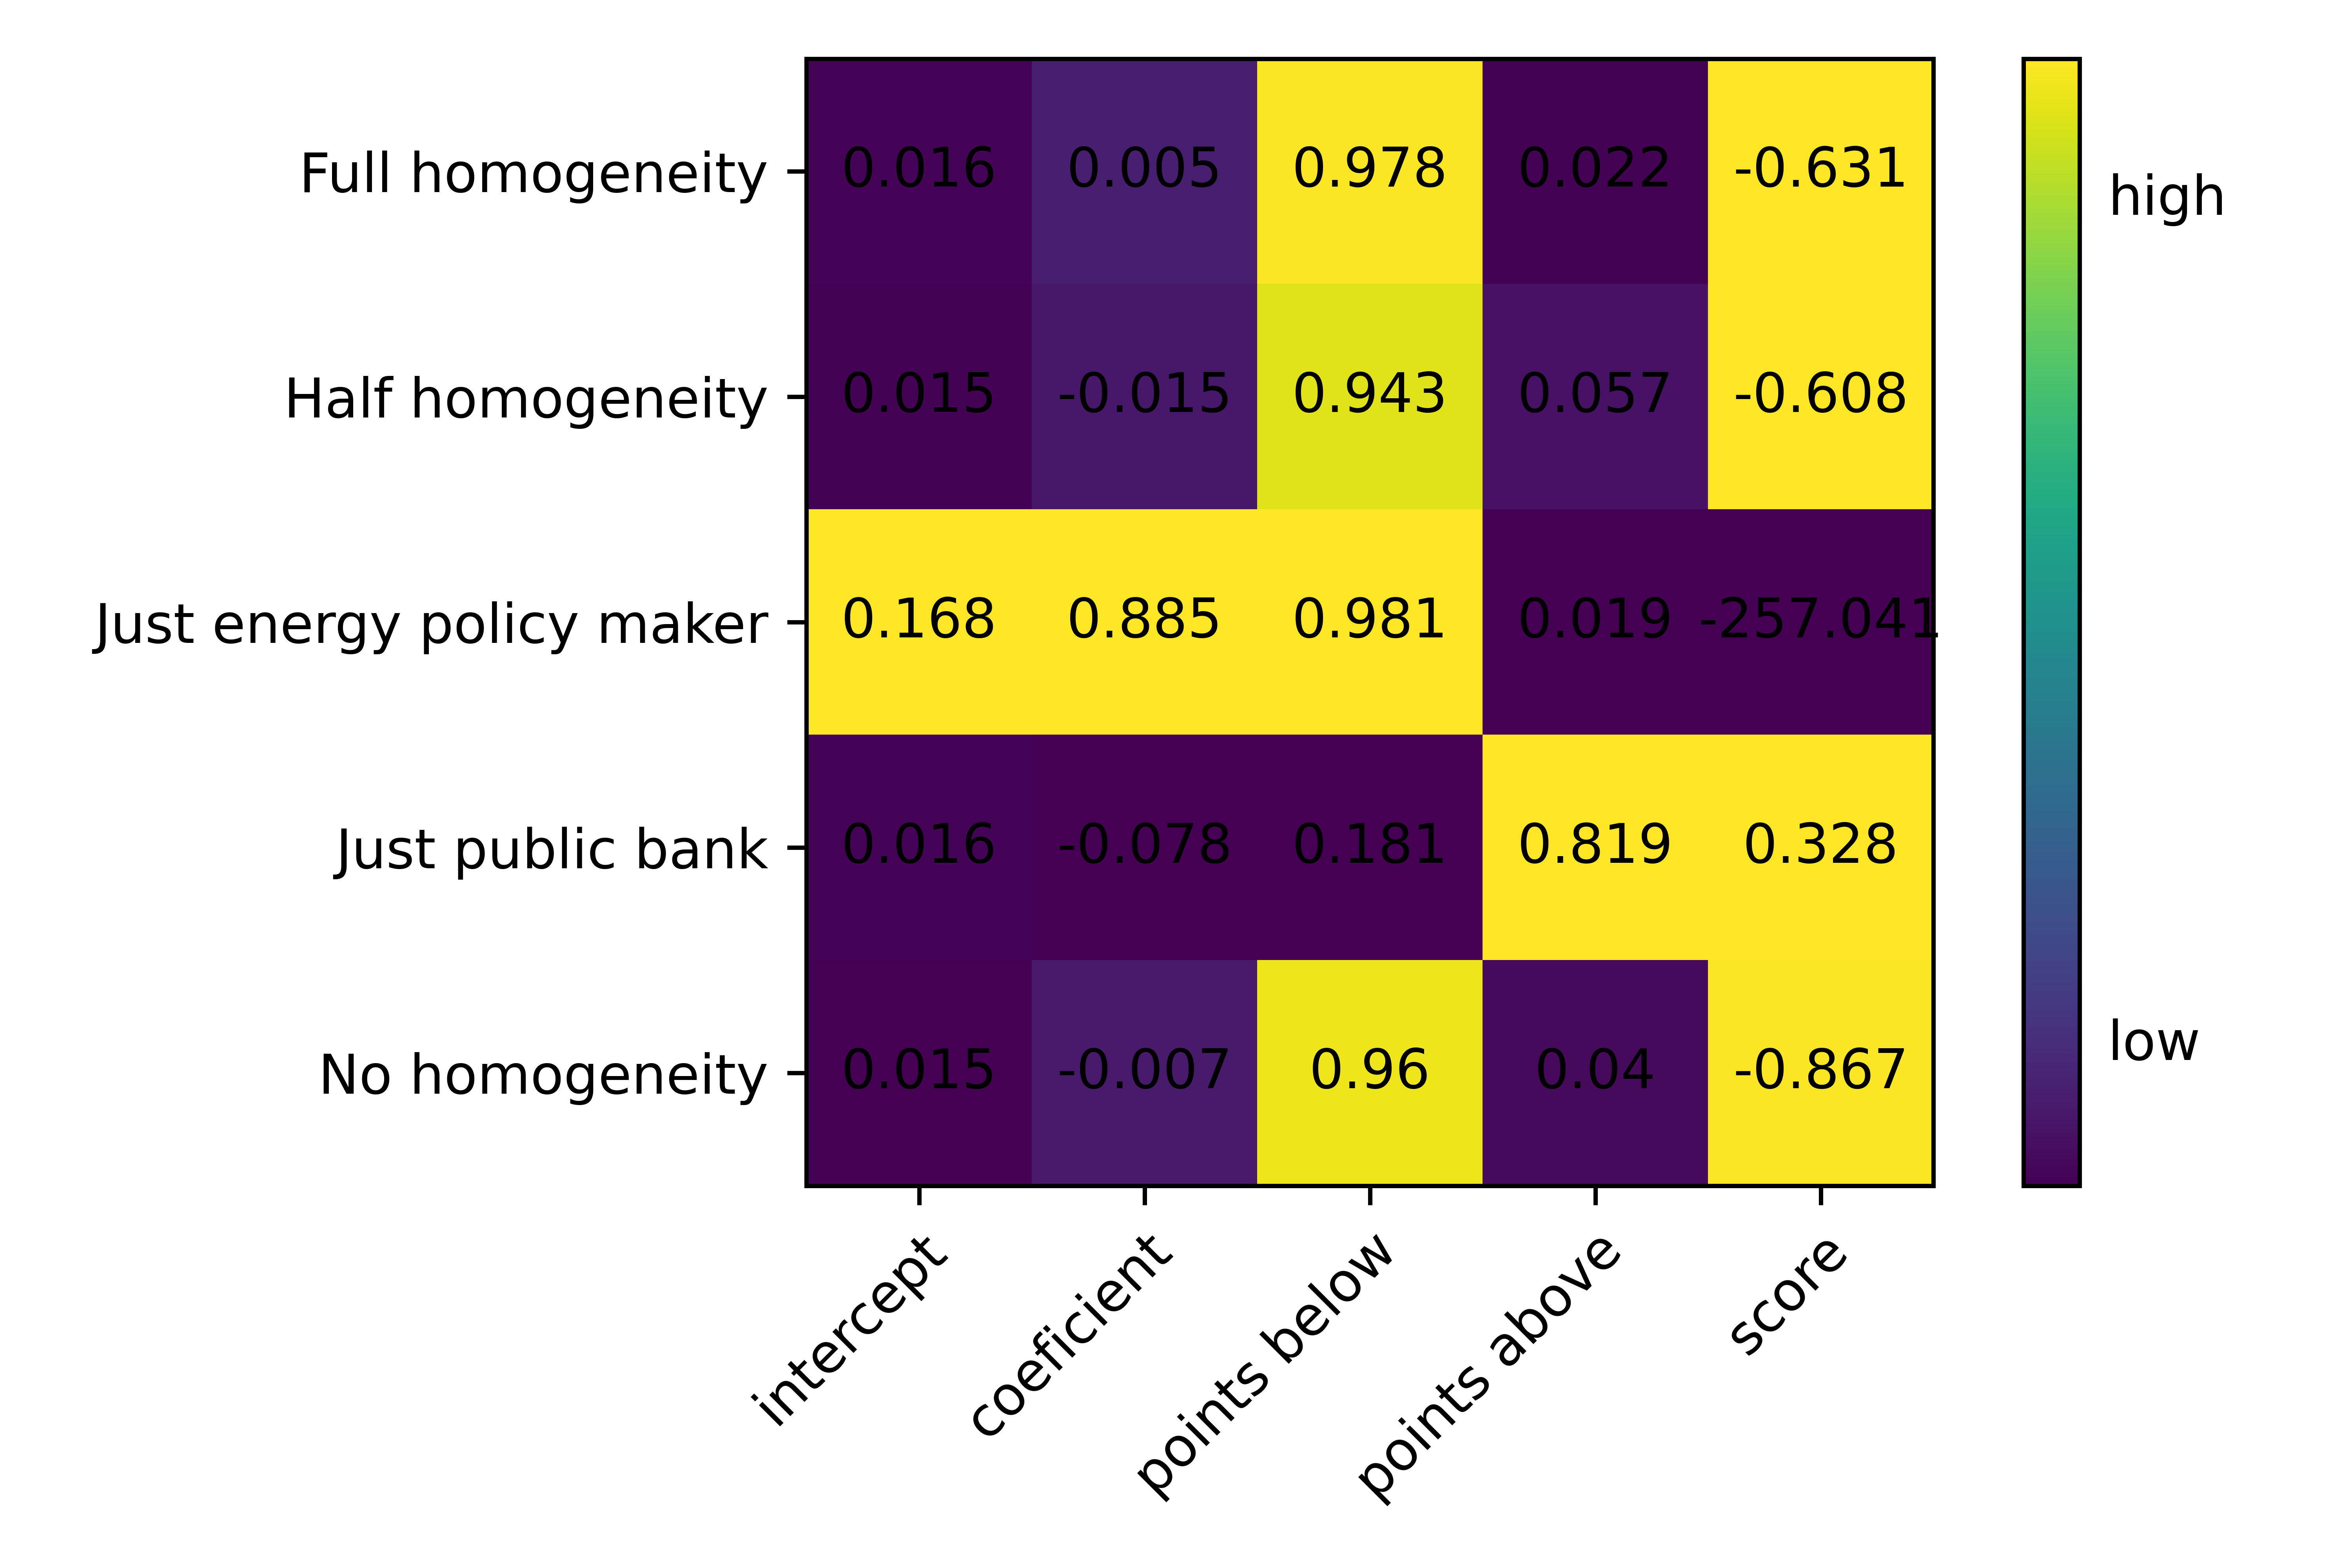 Full homogeneity 0.016 0.005 0.978 0.022 -0.631
high
Half homogeneity 0.015 -0.015 0.943 0.057 -0.608
Just energy policy maker 0.168 0.885 0.981 0.019 -257.041
Just public bank 0.016 -0.078 0.181 0.819 0.328
No homogeneity 0.015 -0.007 0.96 0.04 -0.867
low
intercept
coeficient
points below
points above
score